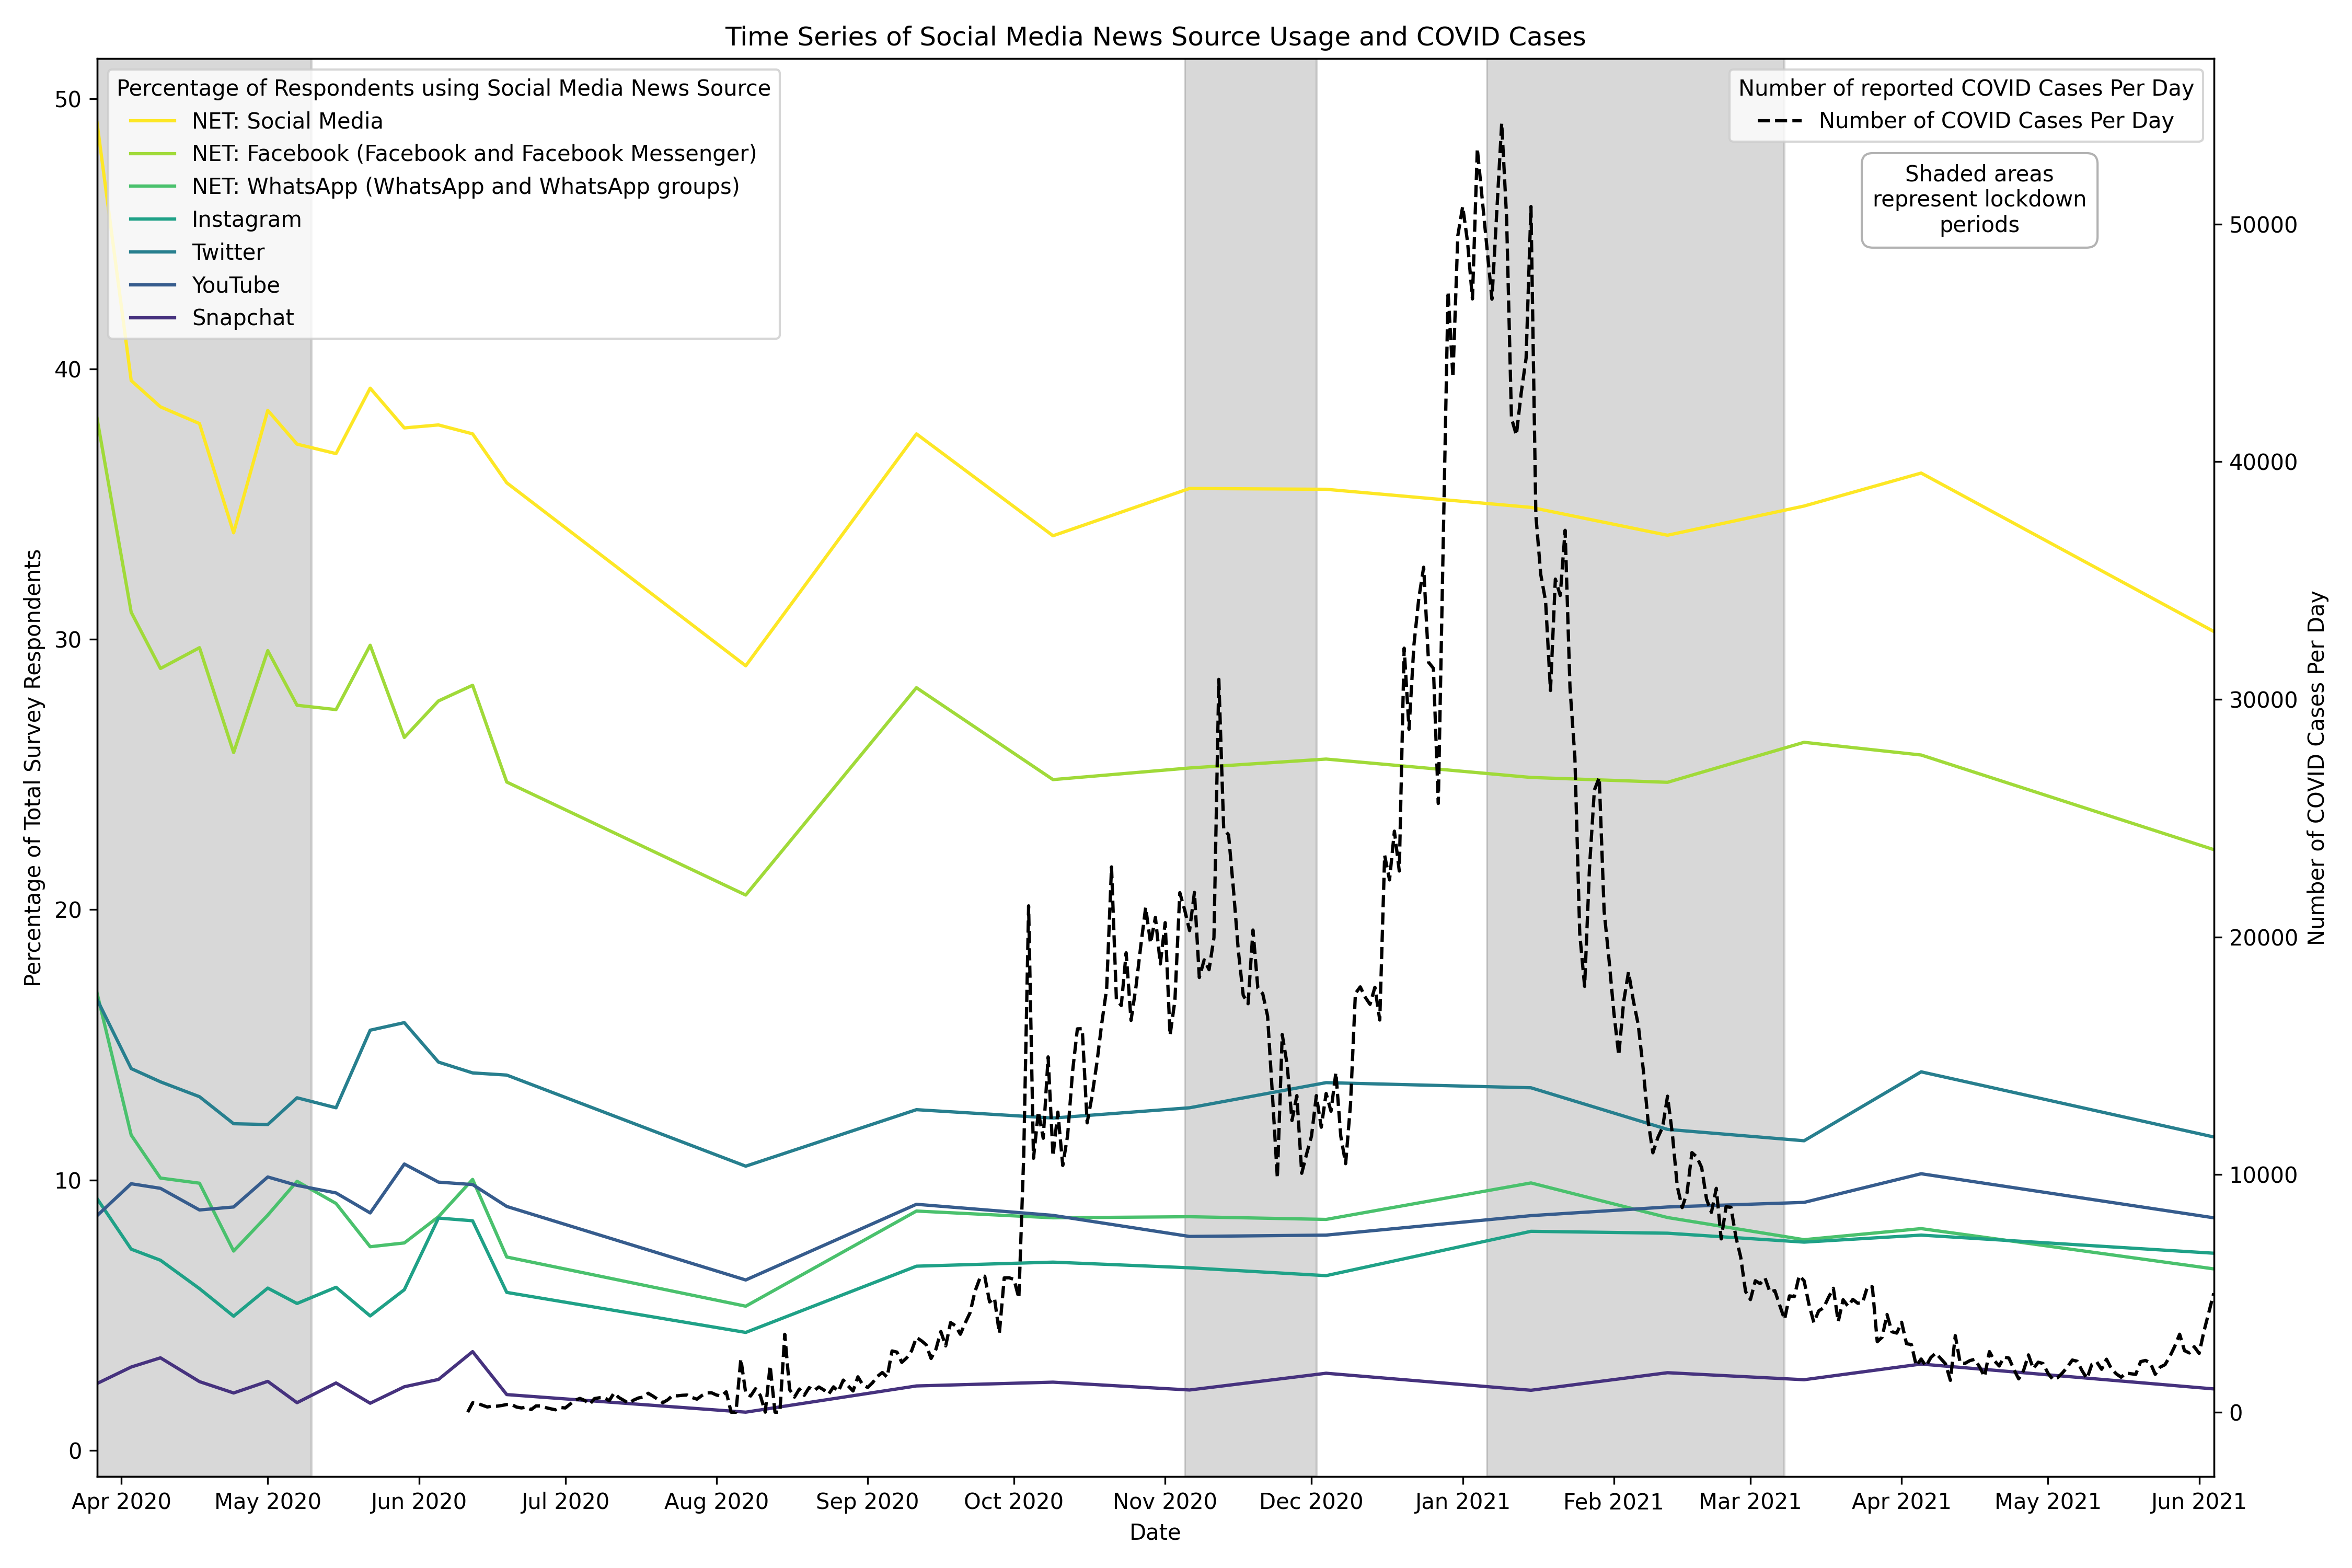 Time Series of Social Media News Source Usage and COVID Cases
Percentage of Respondents using Social Media News Source
NET: Social Media
NET: Facebook (Facebook and Facebook Messenger)
NET: WhatsApp (WhatsApp and WhatsApp groups)
Instagram
Twitter
YouTube
Snapchat
Number of reported COVID Cases Per Day
Number of COVID Cases Per Day
Shaded areas
represent lockdown
periods
Percentage of Total Survey Respondents
50
40
30
20
10
0
Number of COVID Cases Per Day
50000
40000
30000
20000
10000
0
Apr 2020 May 2020 Jun 2020 Jul 2020 Aug 2020 Sep 2020 Oct 2020 Nov 2020 Dec 2020 Jan 2021 Feb 2021 Mar 2021 Apr 2021 May 2021 Jun 2021
Date